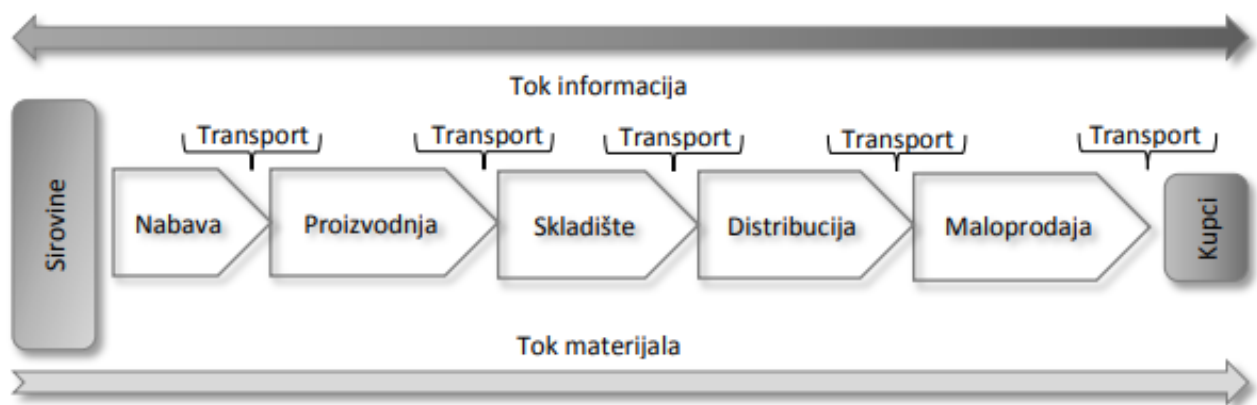 Tok informacija
Transport Transport Transport Transport Transport
Sirovine
Nabava Proizvodnja Skladište Distribucija Maloprodaja
Kupci
Tok materijala